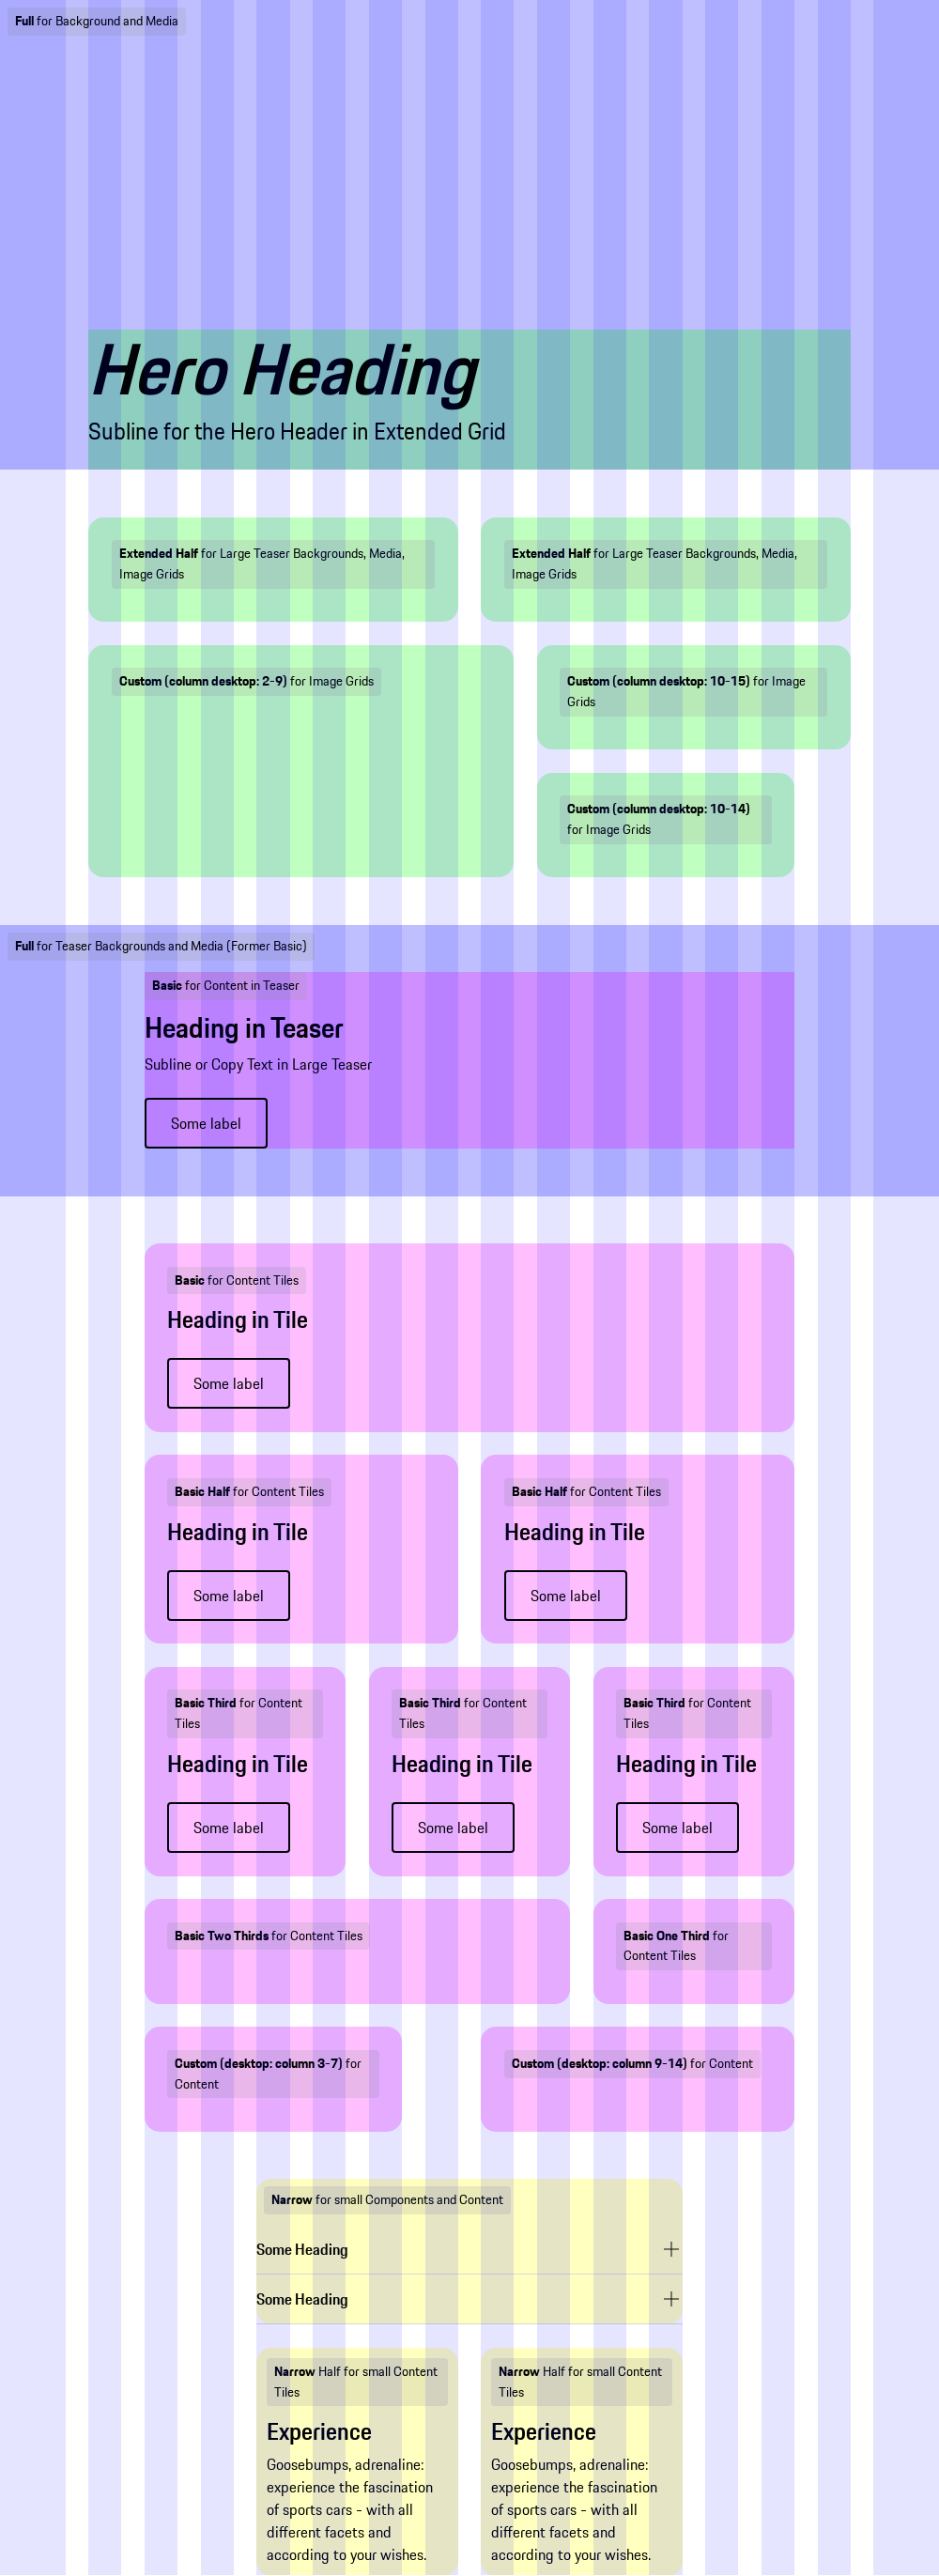 Full for Background and Media
Hero Heading
Subline for the Hero Header in Extended Grid
Extended Half for Large Teaser Backgrounds, Media,
Image Grids
Extended Half for Large Teaser Backgrounds, Media,
Image Grids
Custom (column desktop: 2-9) for Image Grids
Custom (column desktop: 10-15) for Image
Grids
Custom (column desktop: 10-14)
for Image Grids
Full for Teaser Backgrounds and Media (Former Basic)
Basic for Content in Teaser
Heading in Teaser
Subline or Copy Text in Large Teaser
Some label
Basic for Content Tiles
Heading in Tile
Some label
Basic Half for Content Tiles
Heading in Tile
Some label
Basic Half for Content Tiles
Heading in Tile
Some label
Basic Third for Content
Tiles
Heading in Tile
Some label
Basic Third for Content
Tiles
Heading in Tile
Some label
Basic Third for Content
Tiles
Heading in Tile
Some label
Basic Two Thirds for Content Tiles
Basic One Third for
Content Tiles
Custom (desktop: column 3-7) for
Content
Custom (desktop: column 9-14) for Content
Narrow for small Components and Content
Some Heading
Some Heading
Narrow Half for small Content
Tiles
Experience
Goosebumps, adrenaline:
experience the fascination
of sports cars - with all
different facets and
according to your wishes.
Narrow Half for small Content
Tiles
Experience
Goosebumps, adrenaline:
experience the fascination
of sports cars - with all
different facets and
according to your wishes.